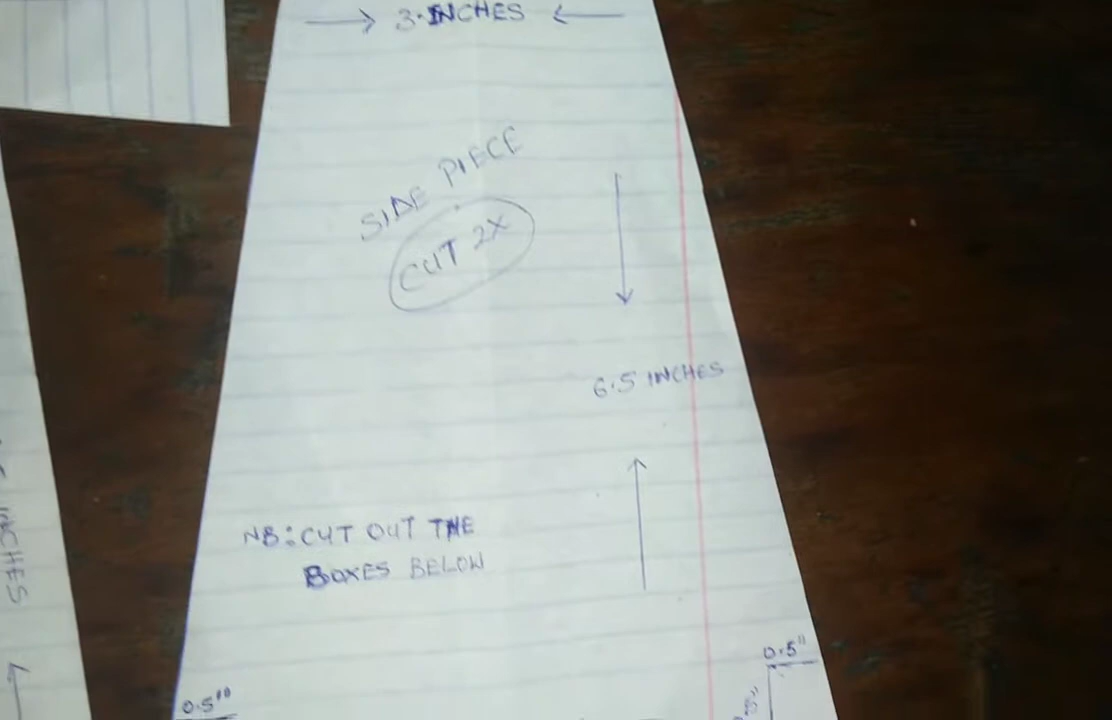 3.INCHES
SIDE PIECE
CUT 2X
6.5 INCHES
NB: CUT OUT THE
BOXES BELOW
0.5"
0.5"
INCHES